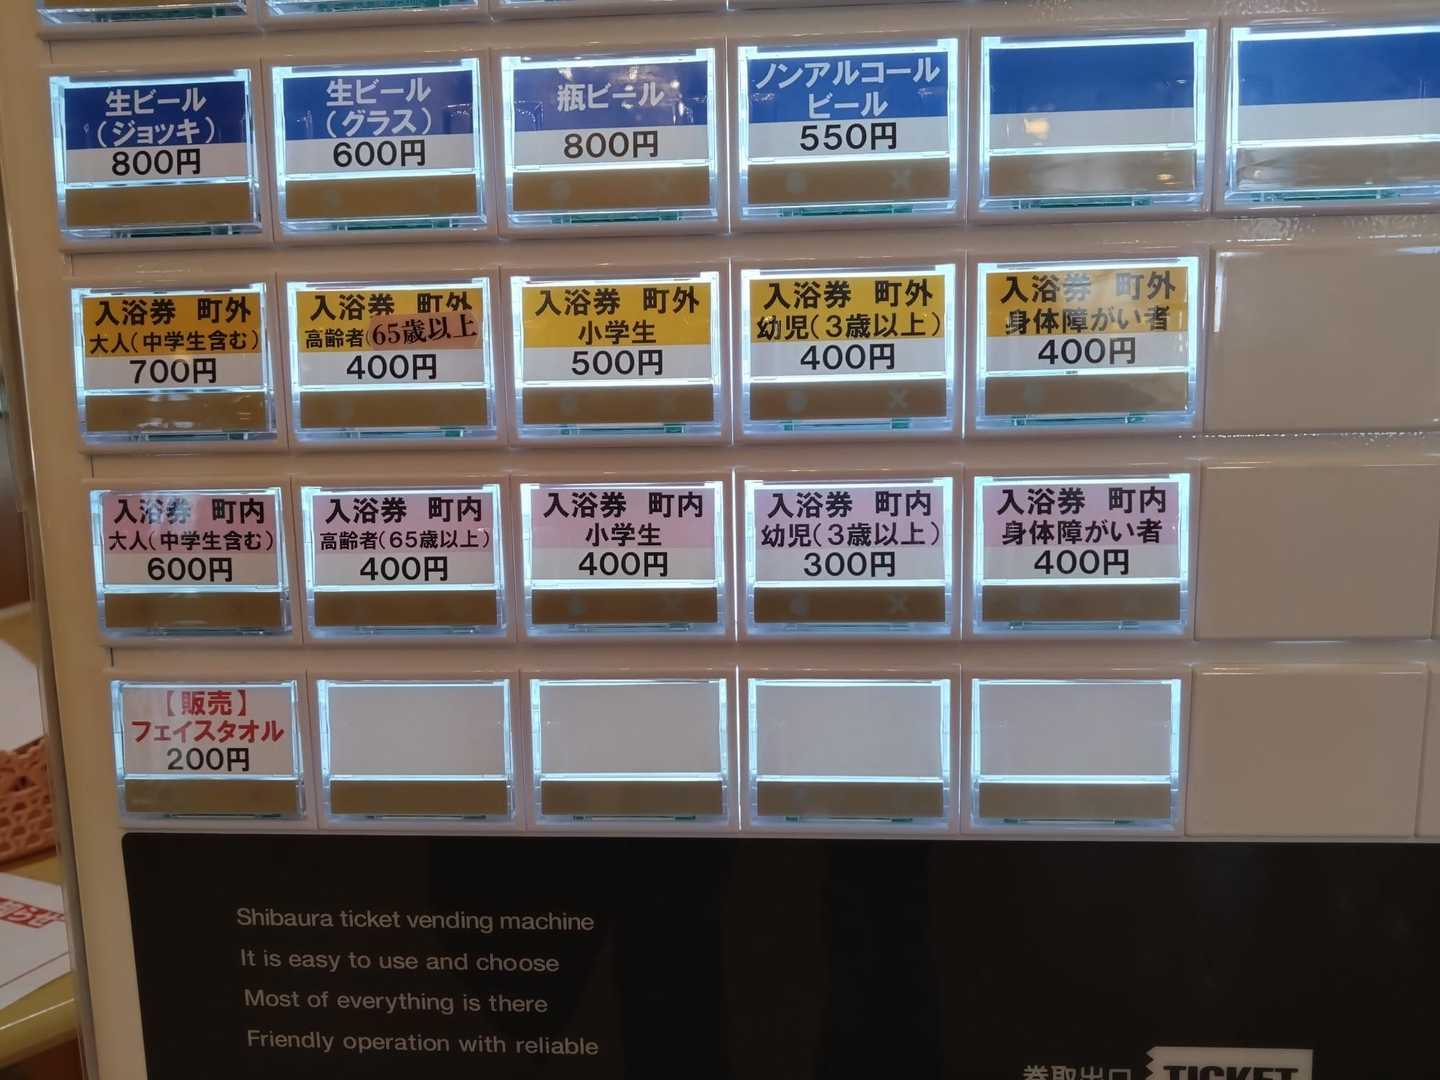 生ビール
（ジョッキ）
800円
生ビール
（グラス）
600円
瓶ビール
800円
ノンアルコール
ビール
550円
入浴券 町外
大人（中学生含む）
700円
入浴券 町外
高齢者（65歳以上
400円
入浴券 町外
小学生
500円
入浴券 町外
幼児（3歳以上）
400円
入浴券 町外
身体障がい者
400円
入浴券 町内
大人（中学生含む）
600円
入浴券 町内
高齢者（65歳以上）
400円
入浴券 町内
小学生
400円
入浴券 町内
幼児（3歳以上）
300円
入浴券 町内
身体障がい者
400円
【販売】
フェイスタオル
200円
Shibaura ticket vending machine
It is easy to use and choose
Most of everything is there
Friendly operation with reliable
券取出口 TICKET